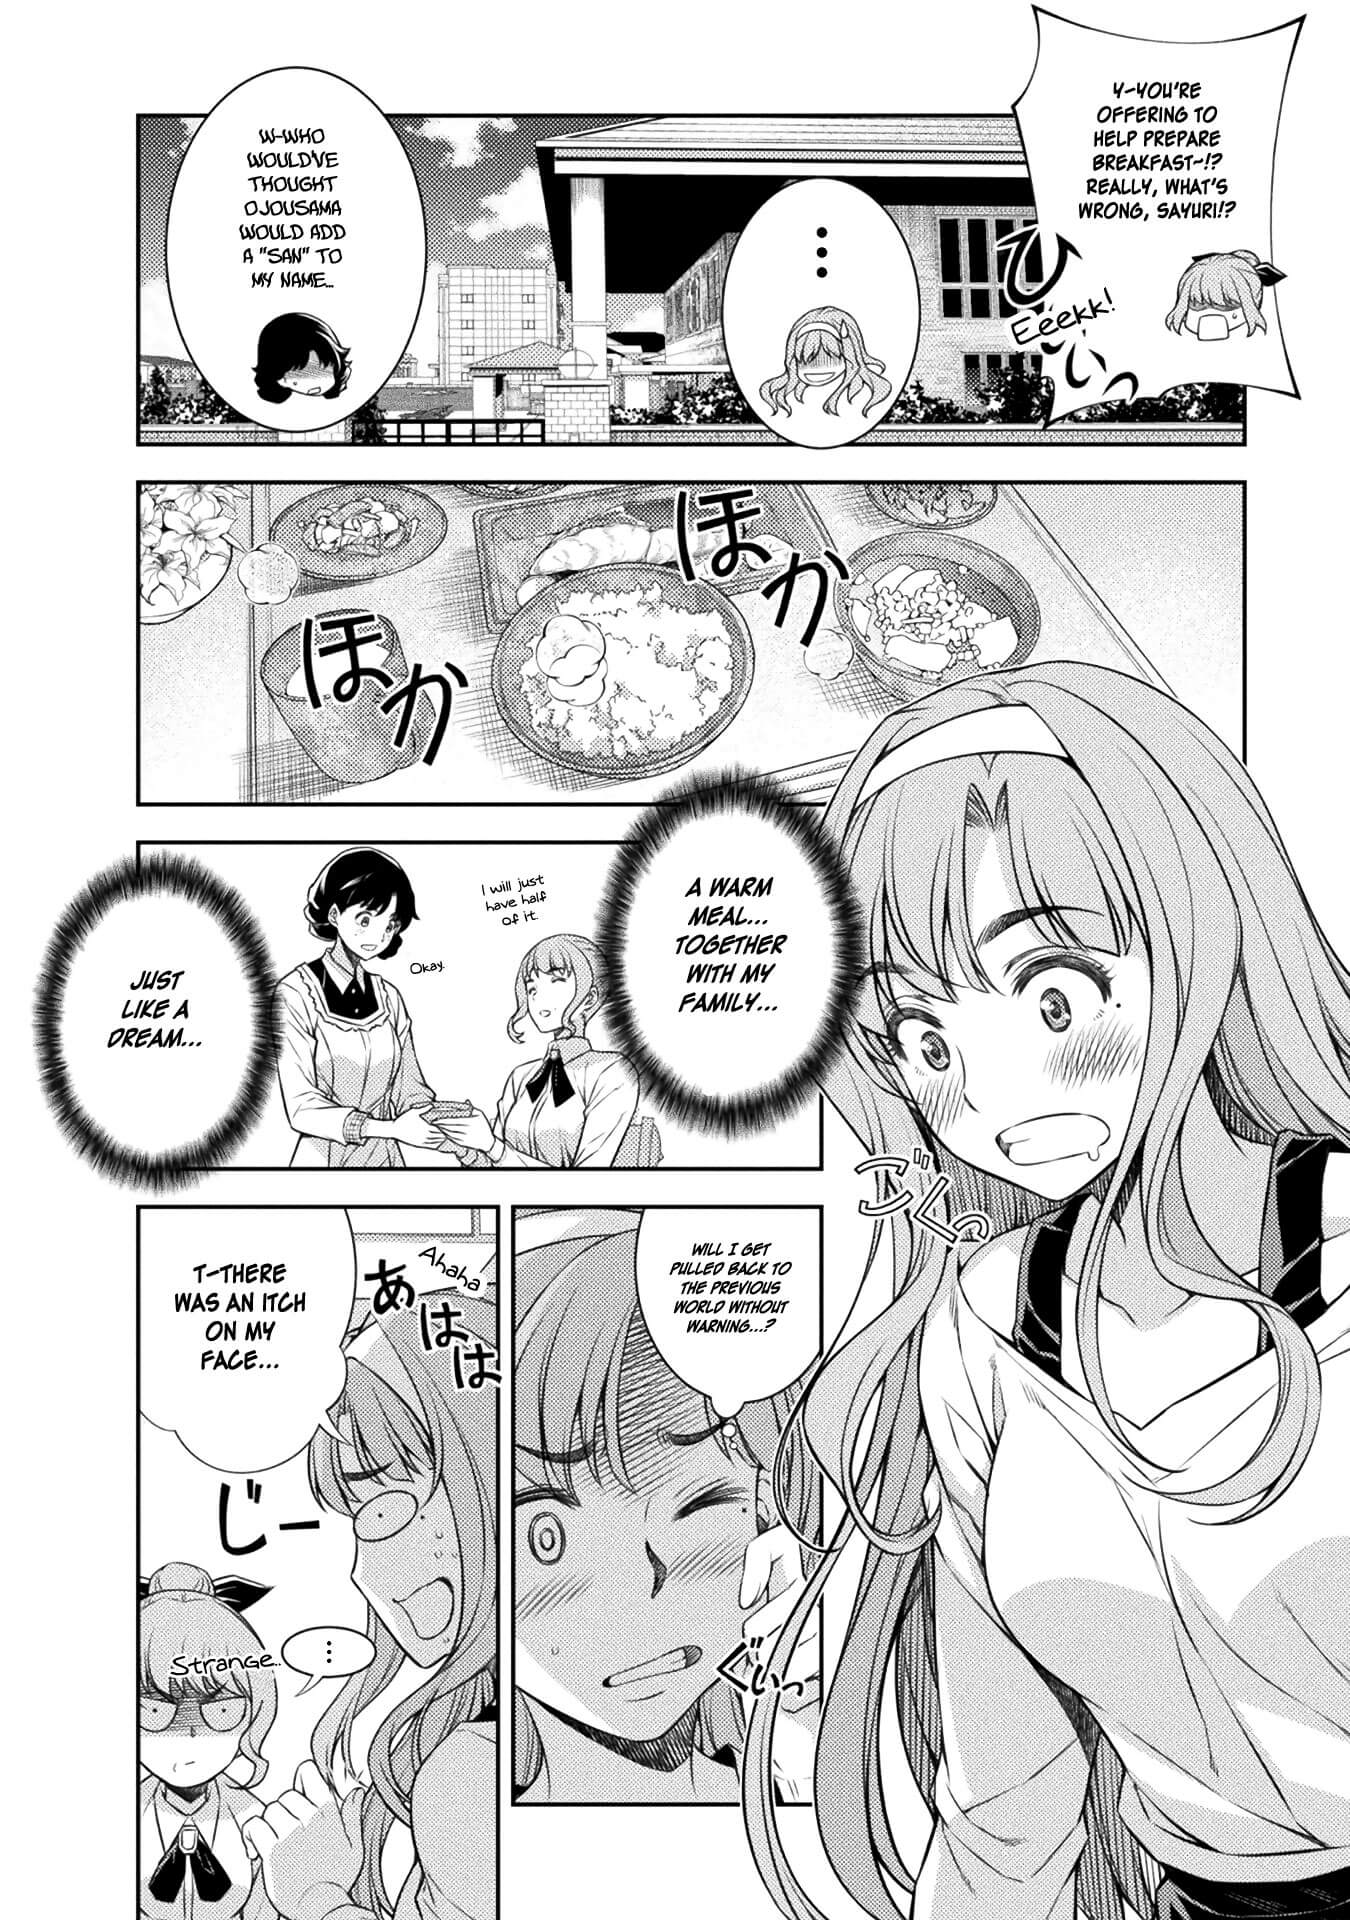 Y-YOU'RE
OFFERING TO
HELP PREPARE
BREAKFAST~!?
REALLY, WHAT'S
WRONG, SAYURI!?
ひいっ
Eeekk!
...
W-WHO
WOULD'VE
THOUGHT
OJOUSAMA
WOULD ADD
A "SAN" TO
MY NAME...
ほか
ほか
A WARM
MEAL...
TOGETHER
WITH MY
FAMILY...
I will just
have half
of it.
Okay.
JUST
LIKE A
DREAM...
ごくっ
WILL I GET
PULLED BACK TO
THE PREVIOUS
WORLD WITHOUT
WARNING...?
ぐいっ
Ahaha
あはは
T-THERE
WAS AN ITCH
ON MY
FACE...
じー
...
Strange..